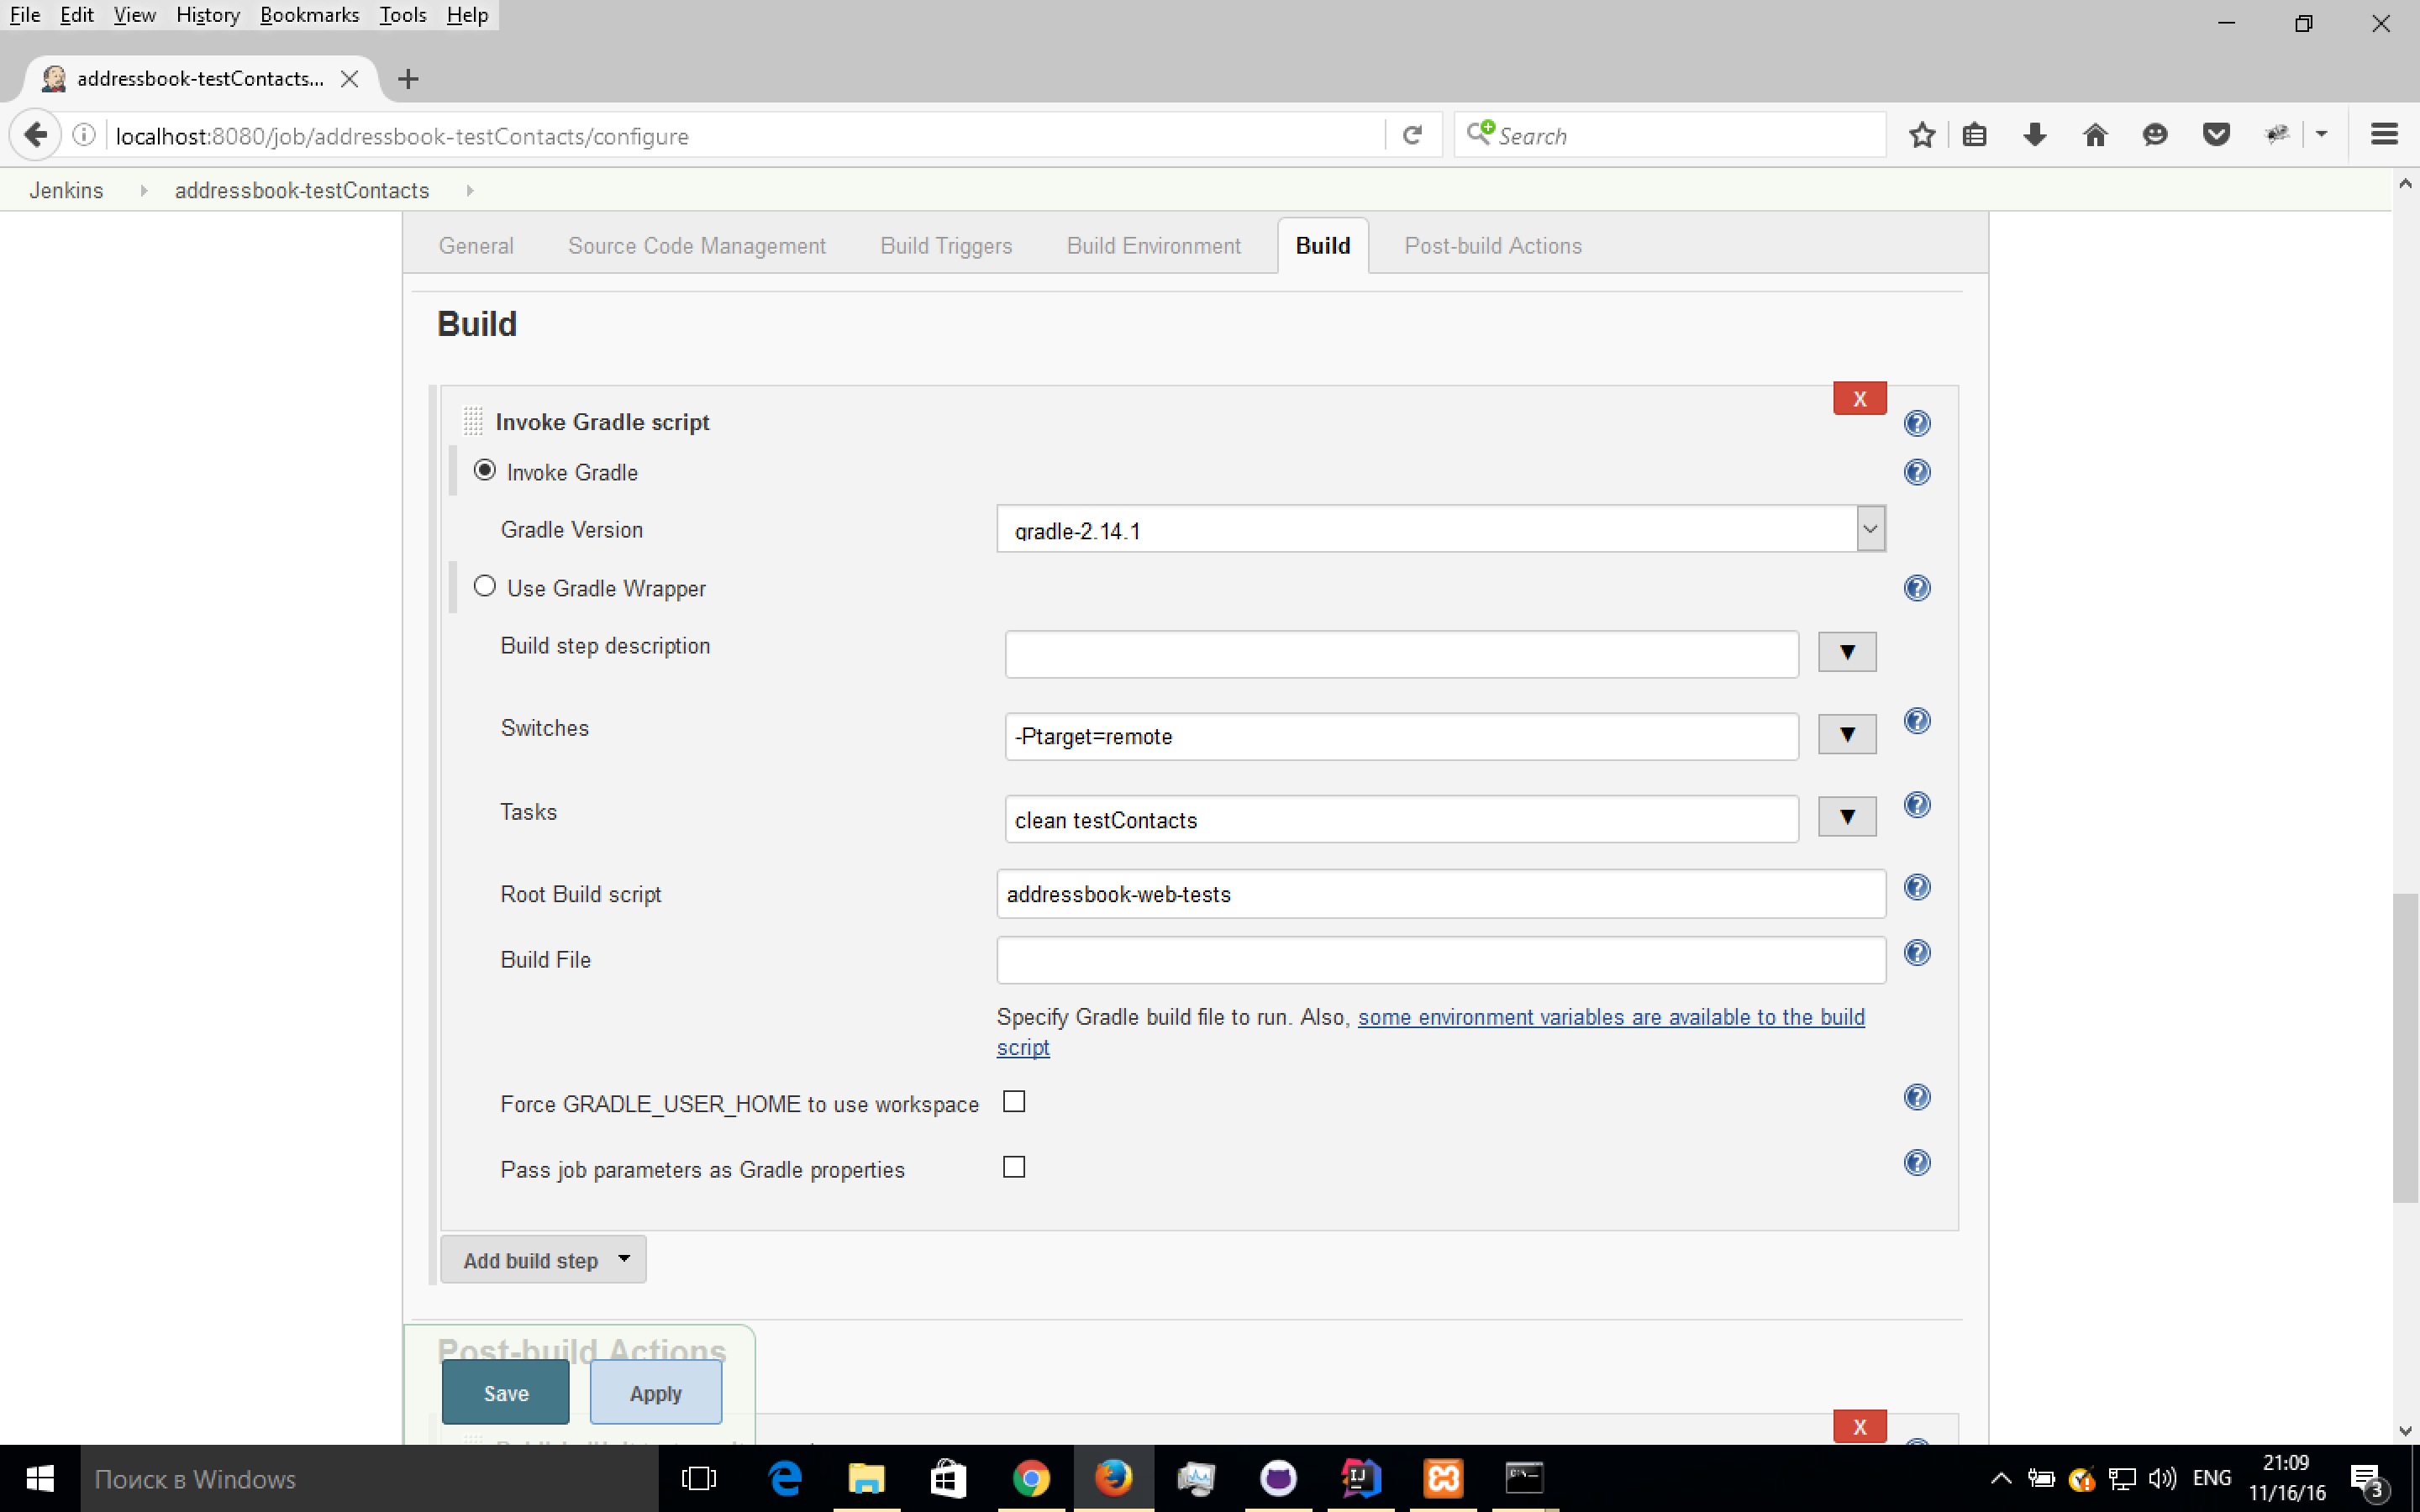 File Edit View History Bookmarks Tools Help
addressbook-testContacts...
localhost:8080/job/addressbook-testContacts/configure
Search
Jenkins addressbook-testContacts
General Source Code Management Build Triggers Build Environment Build Post-build Actions
Build
X
Invoke Gradle script
Invoke Gradle
Gradle Version gradle-2.14.1
Use Gradle Wrapper
Build step description
Switches -Ptarget=remote
Tasks clean testContacts
Root Build script addressbook-web-tests
Build File
Specify Gradle build file to run. Also, some environment variables are available to the build
script
Force GRADLE_USER_HOME to use workspace
Pass job parameters as Gradle properties
Add build step
Post-build Actions
Save Apply
X
Поиск в Windows
ENG
21:09
11/16/16
3